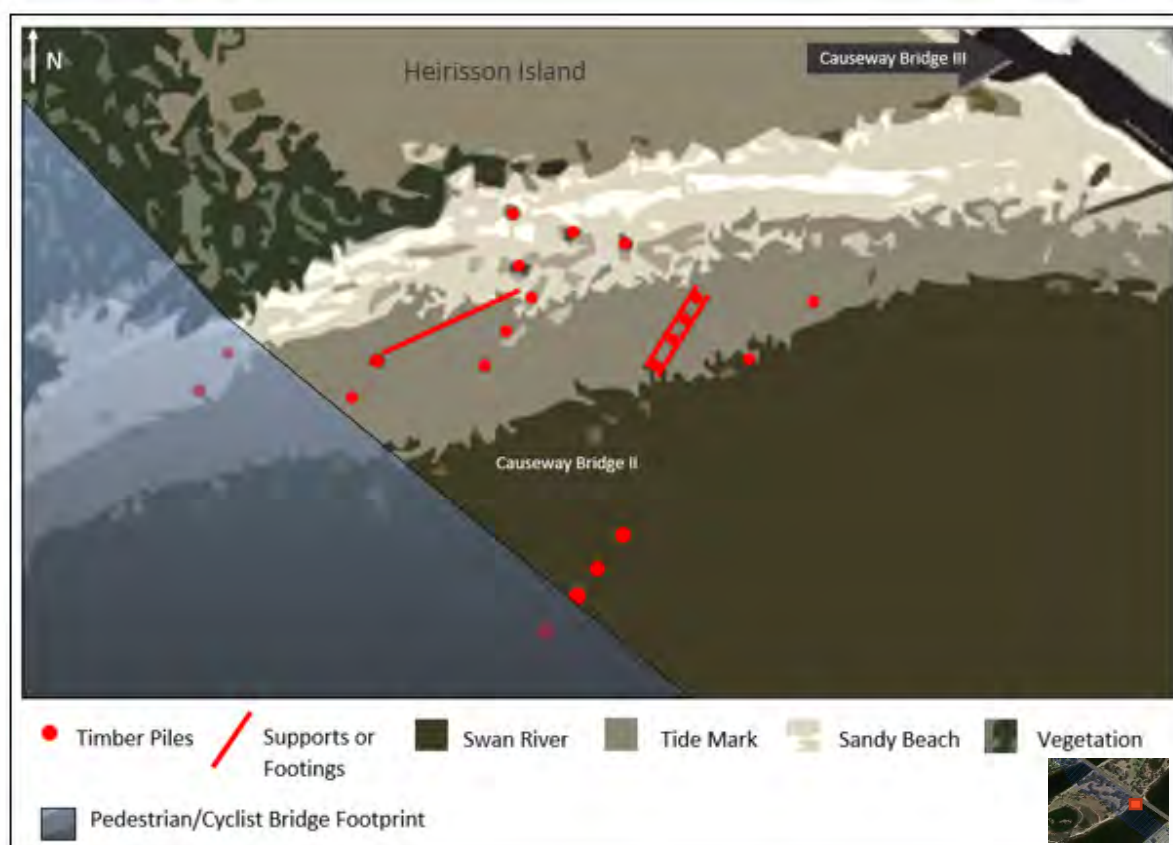 N
Heirisson Island
Causeway Bridge III
Causeway Bridge II
Timber Piles
Supports or
Footings
Swan River
Tide Mark
Sandy Beach
Vegetation
Pedestrian/Cyclist Bridge Footprint